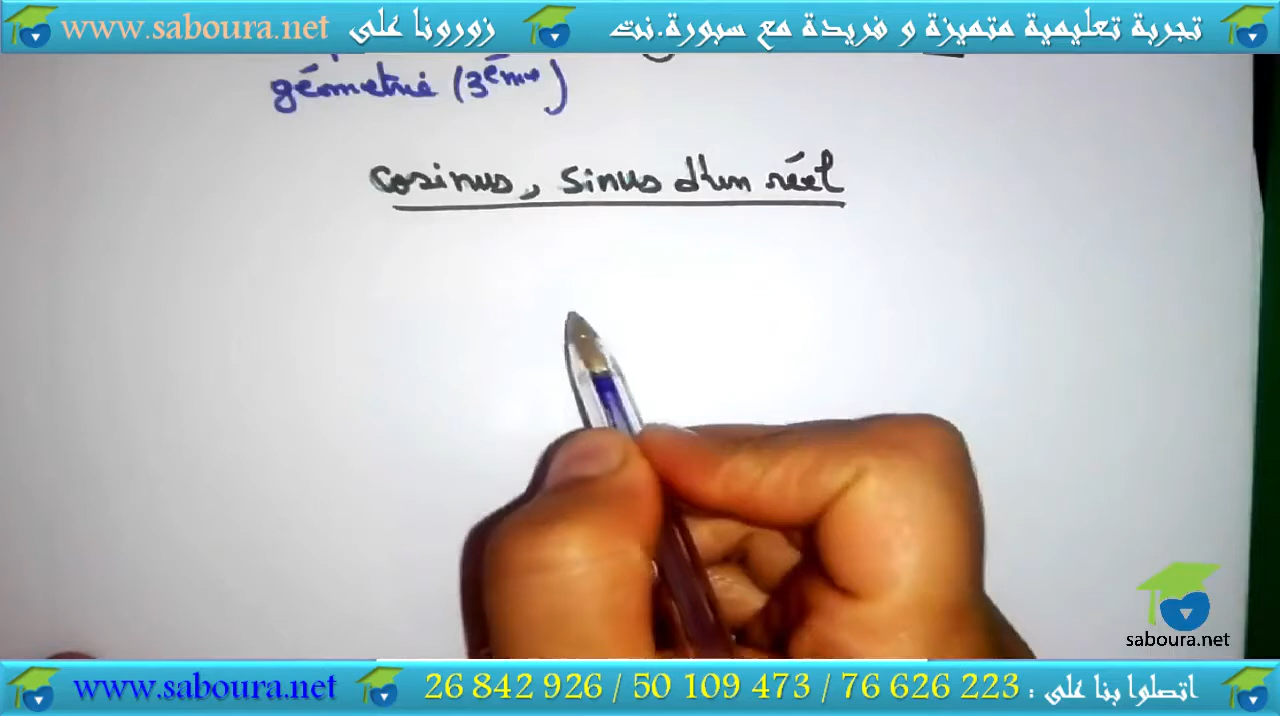 www.saboura.net زورونا على تجربة تعليمية متميزة و فريدة مع سبورة.نت
géométrie (3ème)
cosinus, sinus d'un réel
saboura.net
www.saboura.net 26 842 926 / 50 109 473 / 76 626 223 : اتصلوا بنا على